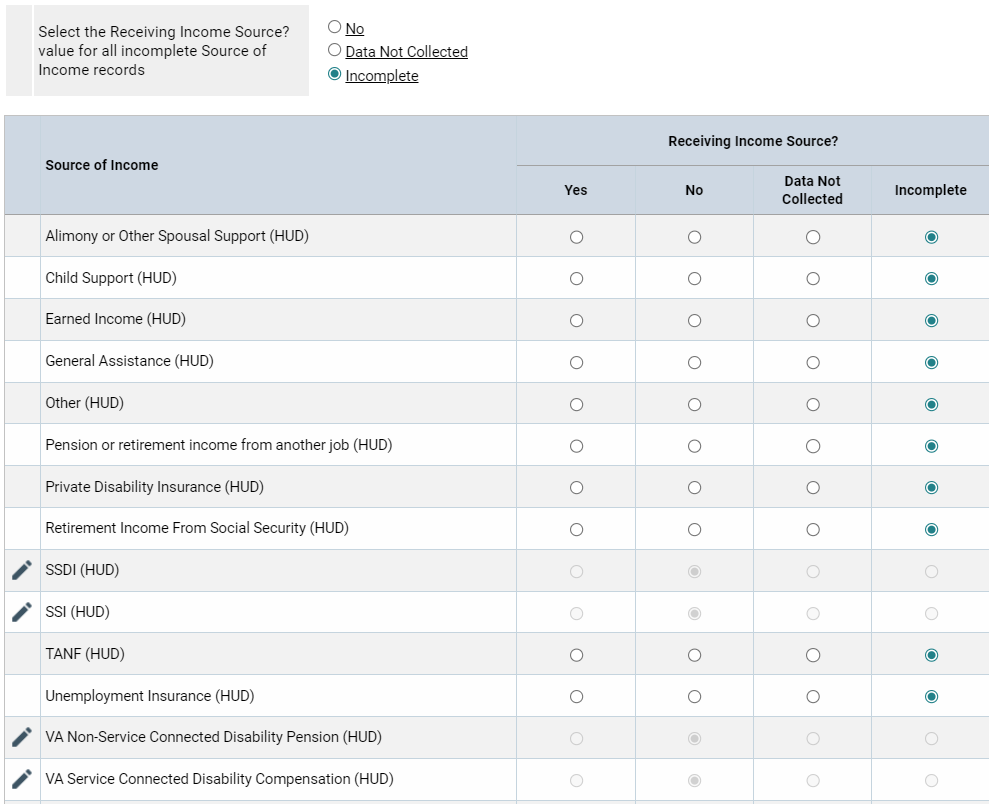 Select the Receiving Income Source?
value for all incomplete Source of
Income records
No
Data Not Collected
Incomplete
Source of Income
Receiving Income Source?
Yes
No
Data Not
Collected
Incomplete
Alimony or Other Spousal Support (HUD)
Child Support (HUD)
Earned Income (HUD)
General Assistance (HUD)
Other (HUD)
Pension or retirement income from another job (HUD)
Private Disability Insurance (HUD)
Retirement Income From Social Security (HUD)
SSDI (HUD)
SSI (HUD)
TANF (HUD)
Unemployment Insurance (HUD)
VA Non-Service Connected Disability Pension (HUD)
VA Service Connected Disability Compensation (HUD)